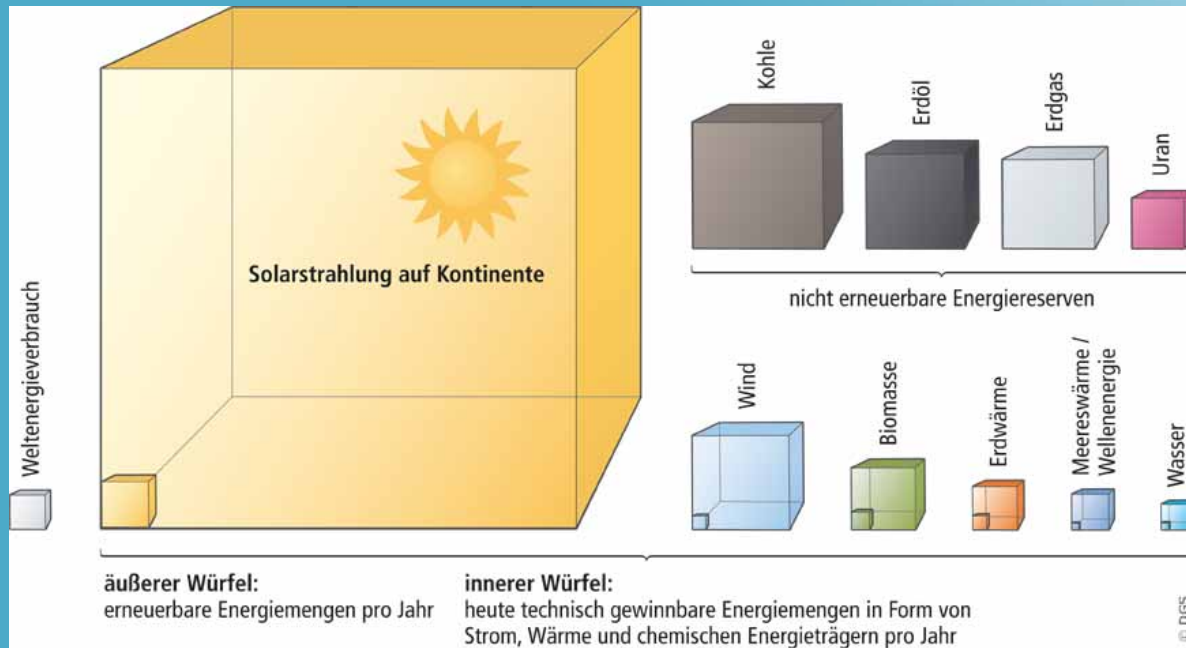 Weltenergieverbrauch
Solarstrahlung auf Kontinente
Kohle
Erdöl
Erdgas
Uran
nicht erneuerbare Energiereserven
Wind
Biomasse
Erdwärme
Meereswärme /
Wellenenergie
Wasser
äußerer Würfel:
erneuerbare Energiemengen pro Jahr
innerer Würfel:
heute technisch gewinnbare Energiemengen in Form von
Strom, Wärme und chemischen Energieträgern pro Jahr
© DGS